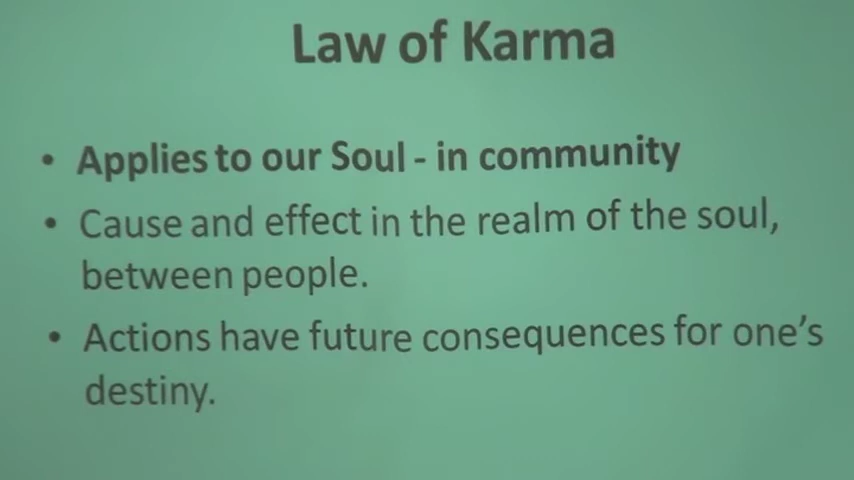 Law of Karma
• Applies to our Soul - in community
• Cause and effect in the realm of the soul,
between people.
• Actions have future consequences for one's
destiny.